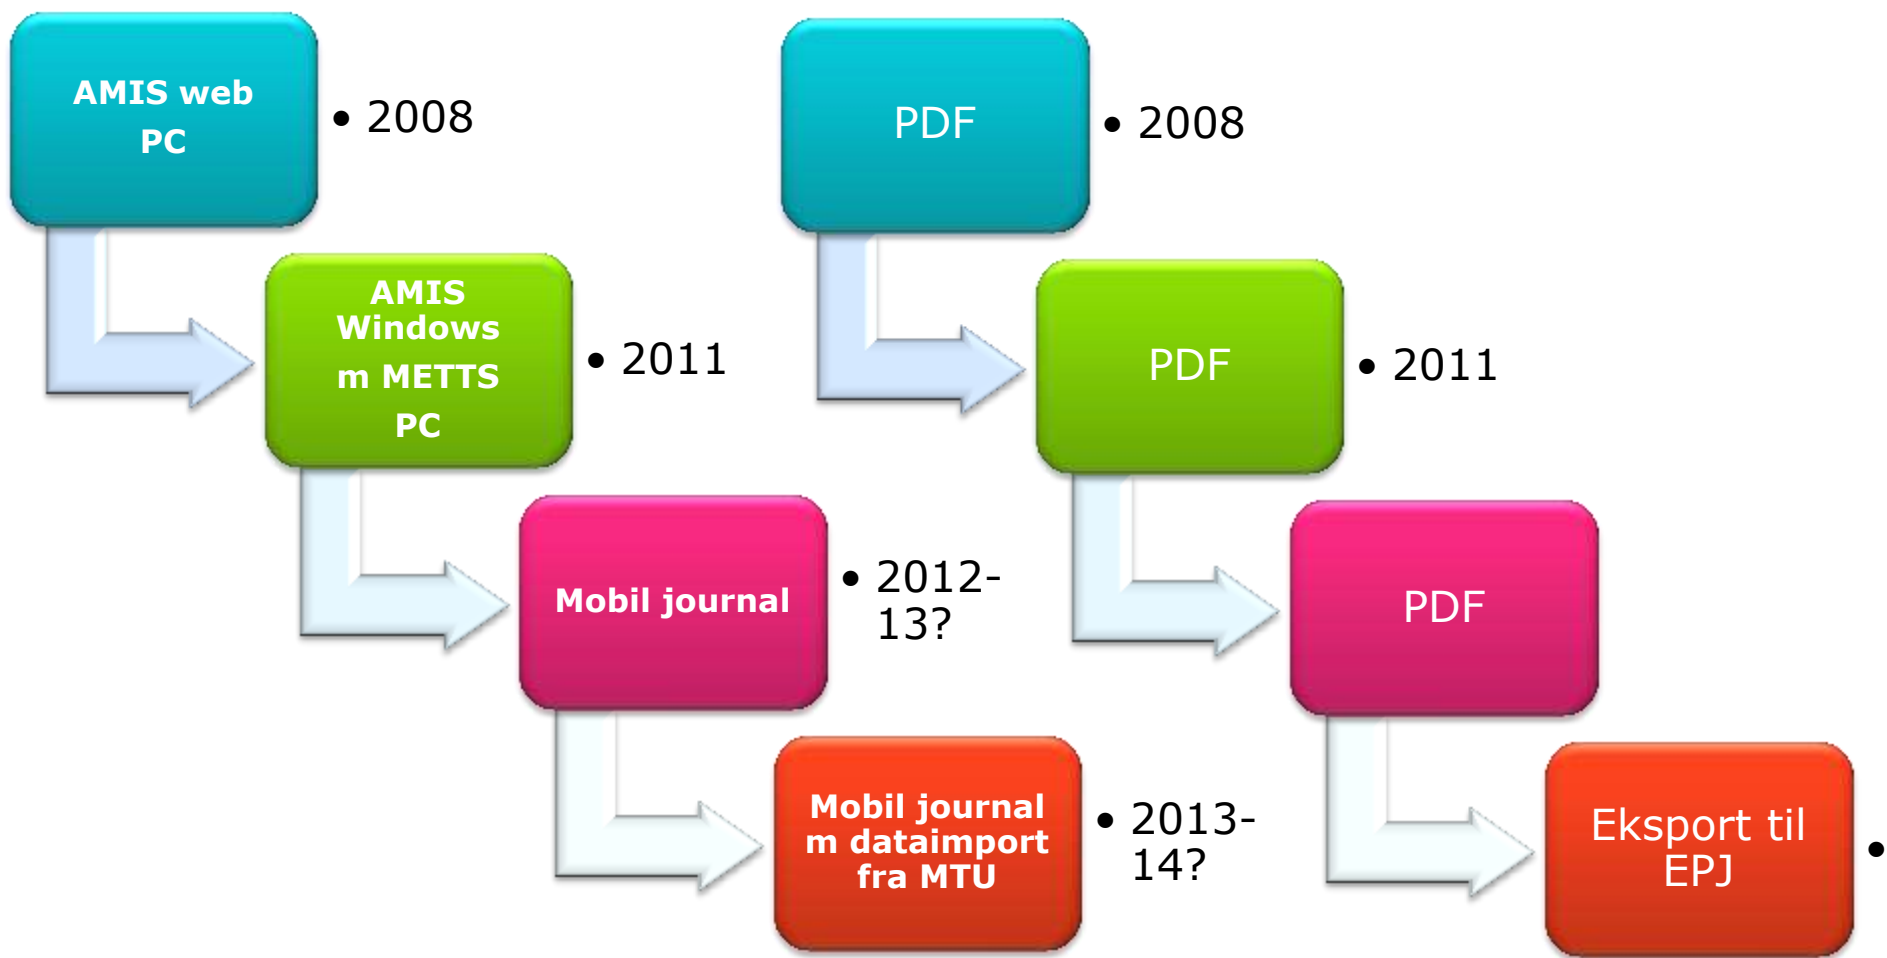 AMIS web
PC
• 2008
AMIS
Windows
m METTS
PC
• 2011
Mobil journal
• 2012-
13?
Mobil journal
m dataimport
fra MTU
• 2013-
14?
PDF
• 2008
PDF
• 2011
PDF
Eksport til
EPJ
•